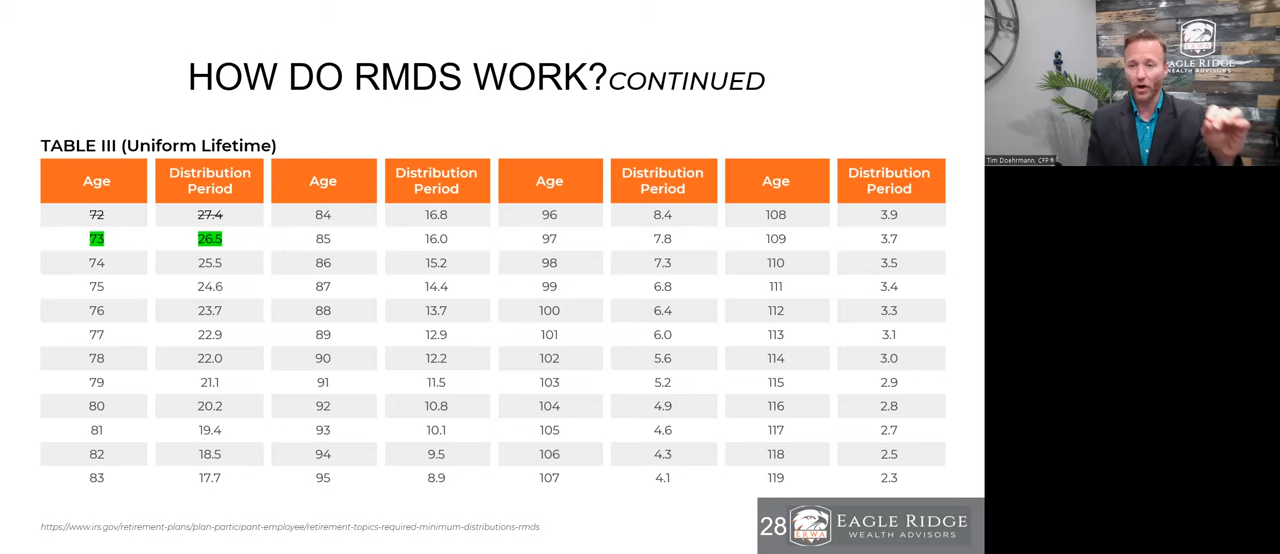 HOW DO RMDS WORK? CONTINUED
TABLE III (Uniform Lifetime)
Age Distribution Period Age Distribution Period Age Distribution Period Age Distribution Period
72 27.4 84 16.8 96 8.4 108 3.9
73 26.5 85 16.0 97 7.8 109 3.7
74 25.5 86 15.2 98 7.3 110 3.5
75 24.6 87 14.4 99 6.8 111 3.4
76 23.7 88 13.7 100 6.4 112 3.3
77 22.9 89 12.9 101 6.0 113 3.1
78 22.0 90 12.2 102 5.6 114 3.0
79 21.1 91 11.5 103 5.2 115 2.9
80 20.2 92 10.8 104 4.9 116 2.8
81 19.4 93 10.1 105 4.6 117 2.7
82 18.5 94 9.5 106 4.3 118 2.5
83 17.7 95 8.9 107 4.1 119 2.3
https://www.irs.gov/retirement-plans/plan-participant-employee/retirement-topics-required-minimum-distributions-rmds
28 ERWA EAGLE RIDGE
WEALTH ADVISORS
ERWA
EAGLE RIDGE
WEALTH ADVISORS
Tim Doehrmann, CFP®